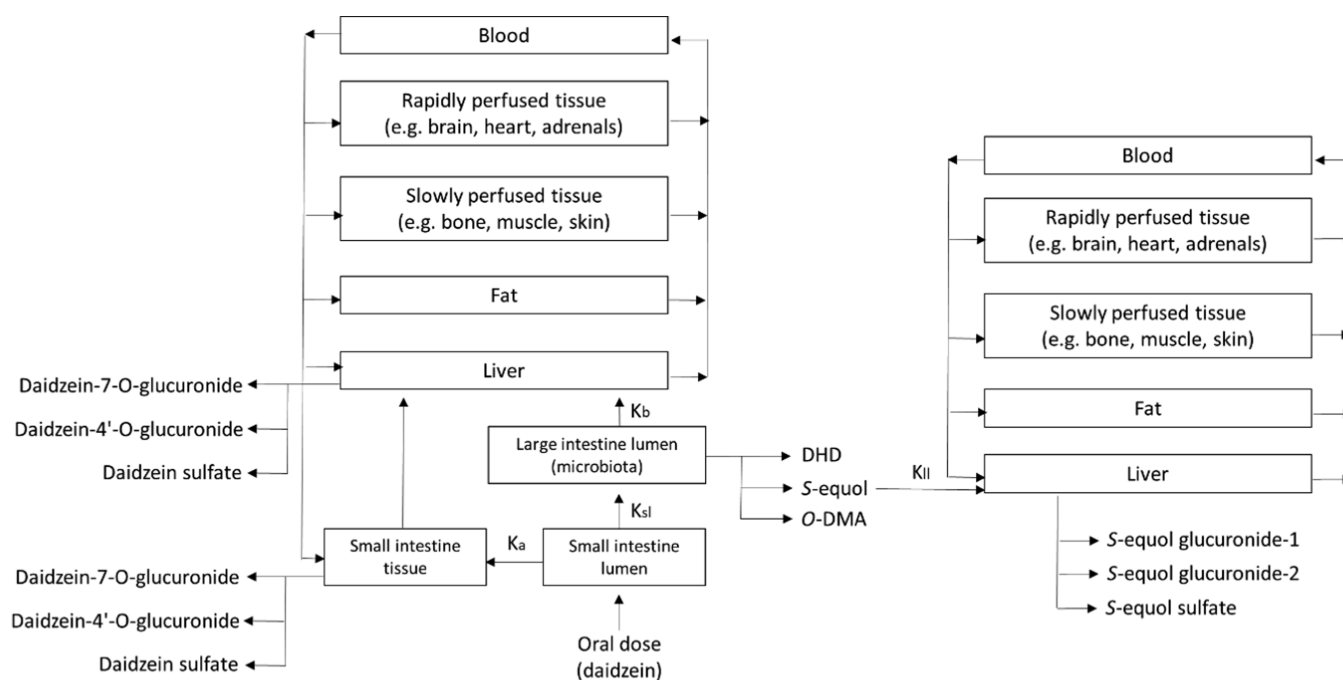 Blood
Rapidly perfused tissue
(e.g. brain, heart, adrenals)
Slowly perfused tissue
(e.g. bone, muscle, skin)
Fat
Liver
Daidzein-7-O-glucuronide
Daidzein-4'-O-glucuronide
Daidzein sulfate
Kb
Large intestine lumen
(microbiota)
DHD
S-equol
O-DMA
Ksl
Ka
Small intestine
tissue
Small intestine
lumen
Daidzein-7-O-glucuronide
Daidzein-4'-O-glucuronide
Daidzein sulfate
Oral dose
(daidzein)
Kll
Blood
Rapidly perfused tissue
(e.g. brain, heart, adrenals)
Slowly perfused tissue
(e.g. bone, muscle, skin)
Fat
Liver
S-equol glucuronide-1
S-equol glucuronide-2
S-equol sulfate